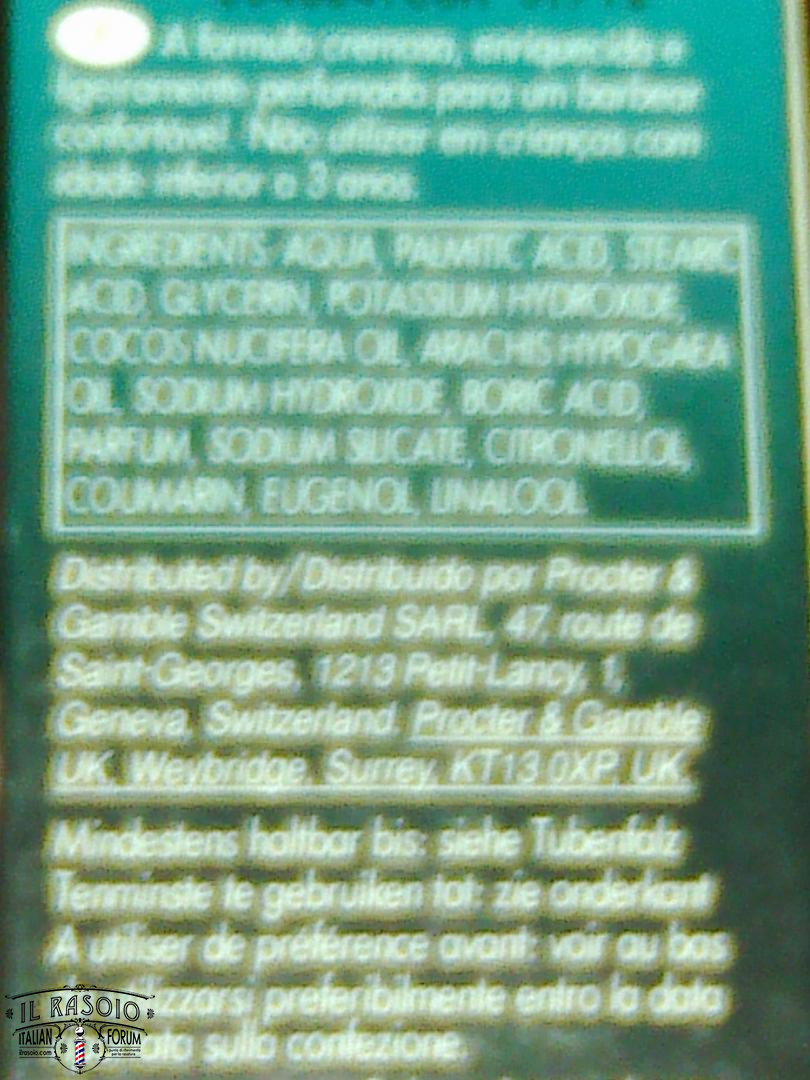 A formula cremosa, enriquecida e
ligeiramente perfumada para um barbear
confortável. Não utilizar em crianças com
idade inferior a 3 anos.
INGREDIENTS: AQUA, PALMITIC ACID, STEARIC
ACID, GLYCERIN, POTASSIUM HYDROXIDE,
COCOS NUCIFERA OIL, ARACHIS HYPOGAEA
OIL, SODIUM HYDROXIDE, BORIC ACID,
PARFUM, SODIUM SILICATE, CITRONELLOL,
COUMARIN, EUGENOL, LINALOOL.
Distributed by/Distribuido por Procter &
Gamble Switzerland SARL, 47, route de
Saint-Georges, 1213 Petit-Lancy, 1,
Geneva, Switzerland. Procter & Gamble
UK, Weybridge, Surrey, KT13 0XP, UK.
Mindestens haltbar bis: siehe Tubenfalz
Tenminste te gebruiken tot: zie onderkant
A utiliser de préférence avant: voir au bas
preferibilmente entro la data
sulla confezione.
IL RASOIO
ITALIAN FORUM
ilrasoio.com